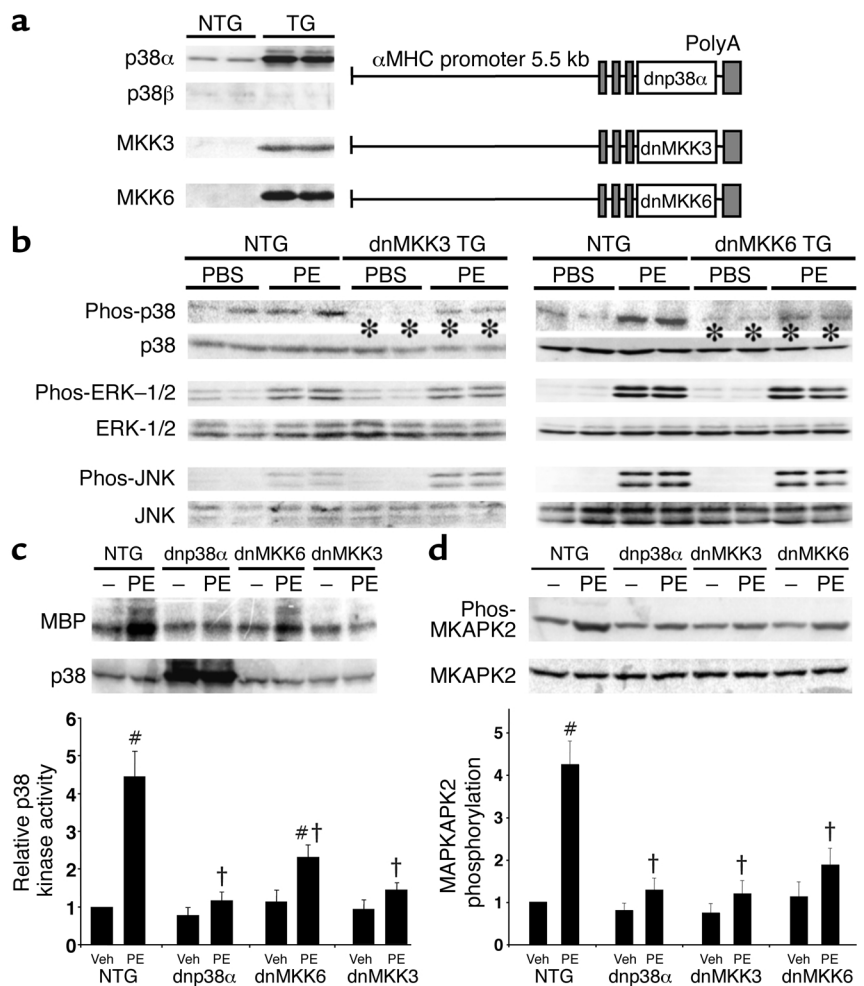 a
NTG TG
p38α
p38β
MKK3
MKK6
αMHC promoter 5.5 kb
PolyA
dnp38α
dnMKK3
dnMKK6
b
NTG dnMKK3 TG
PBS PE PBS PE
NTG dnMKK6 TG
PBS PE PBS PE
Phos-p38
* * * *
* * * *
p38
Phos-ERK–1/2
ERK-1/2
Phos-JNK
JNK
c
NTG dnp38α dnMKK6 dnMKK3
– PE – PE – PE – PE
MBP
p38
Relative p38
kinase activity
6
5
4
3
2
1
0
#
†
#†
†
Veh PE Veh PE Veh PE Veh PE
NTG dnp38α dnMKK6 dnMKK3
d
NTG dnp38α dnMKK3 dnMKK6
– PE – PE – PE – PE
Phos-
MKAPK2
MKAPK2
MAPKAPK2
phosphorylation
5
4
3
2
1
0
#
†
†
†
Veh PE Veh PE Veh PE Veh PE
NTG dnp38α dnMKK3 dnMKK6